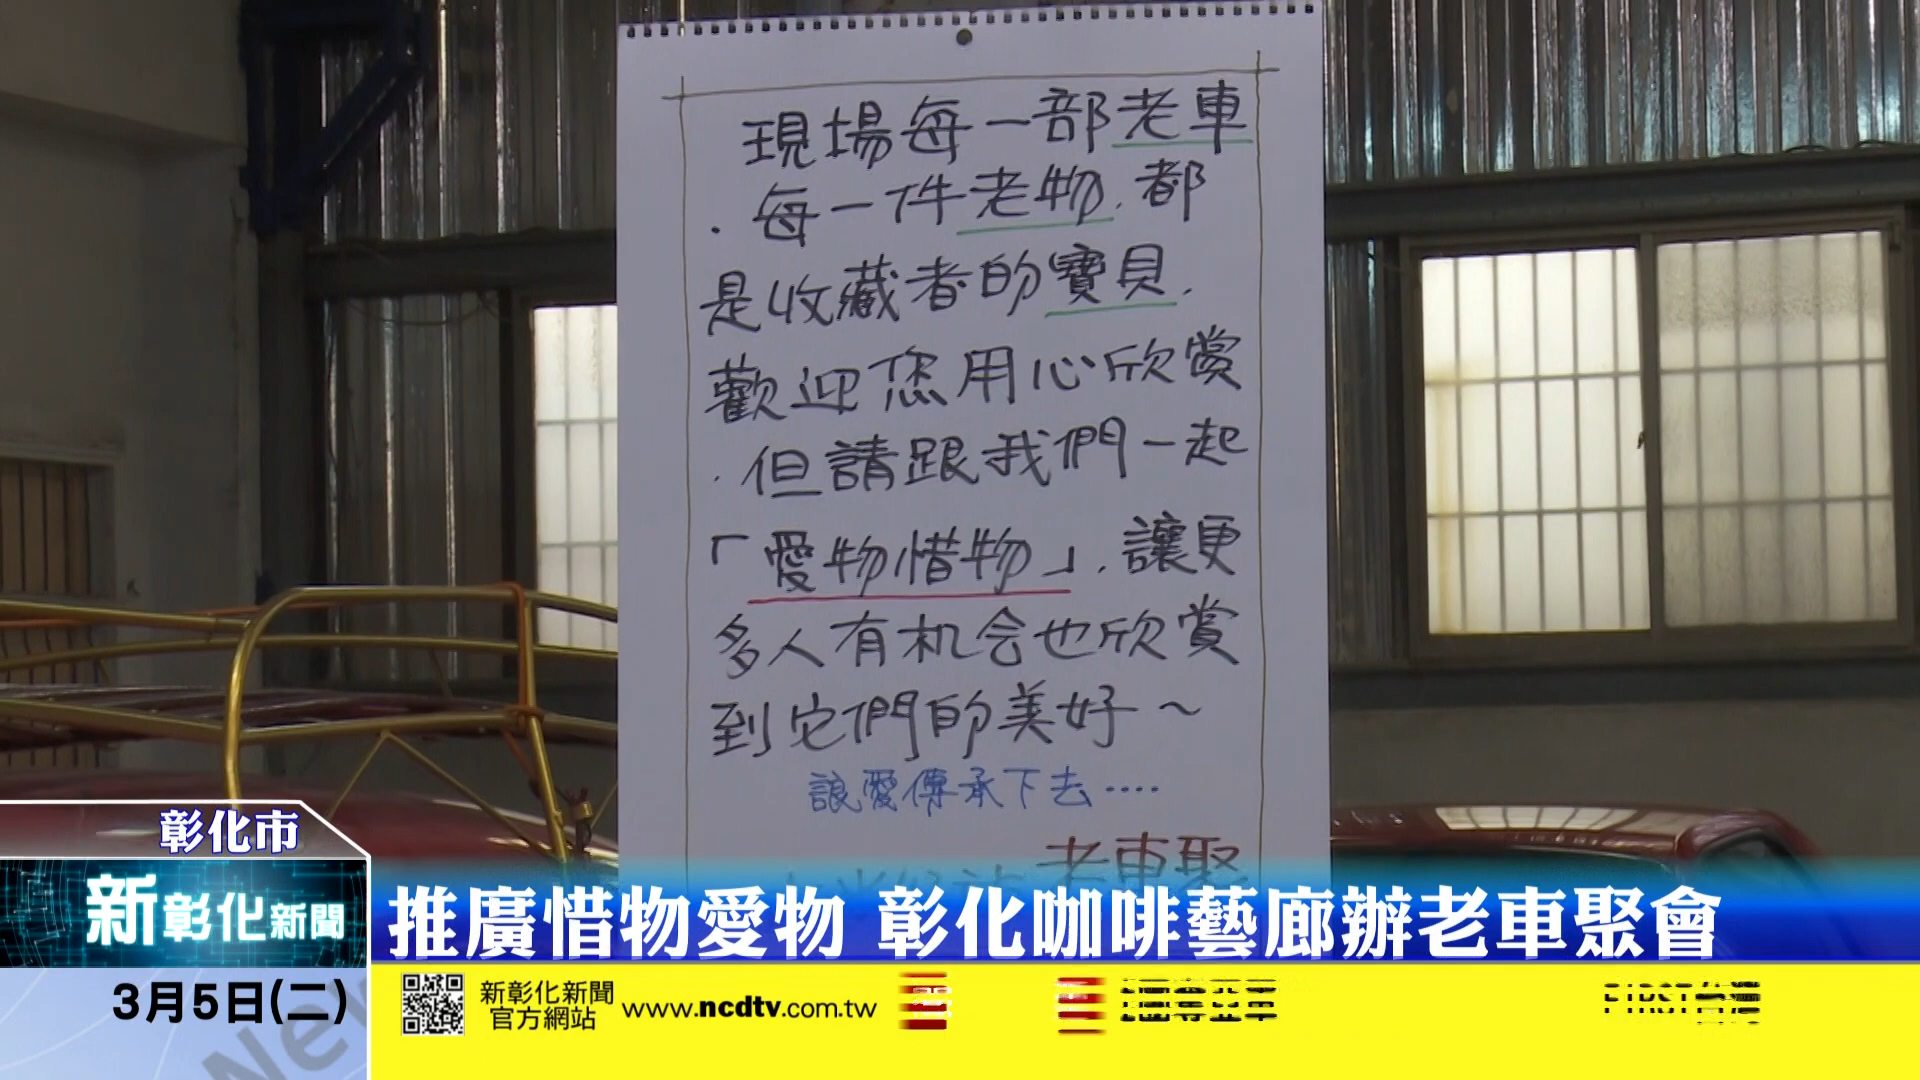 現場每一部老車
．每一件老物，都
是收藏者的寶貝，
歡迎您用心欣賞
．但請跟我們一起
「愛物惜物」，讓更
多人有机会也欣賞
到它們的美好～
讓愛傳承下去‥‥
老車聚
彰化市
新彰化新聞
推廣惜物愛物 彰化咖啡藝廊辦老車聚會
3月5日(二)
新彰化新聞
官方網站
www.ncdtv.com.tw